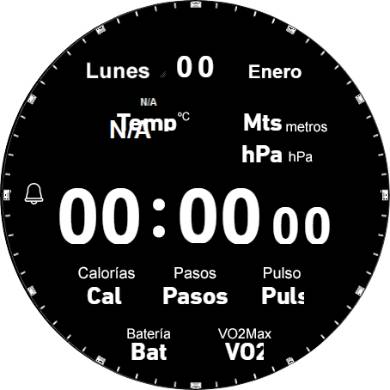 Lunes 00 Enero
N/A
Temp ºC
N/A
Mts metros
hPa hPa
00:00 00
Calorías Pasos Pulso
Cal Pasos Puls
Batería VO2Max
Bat VO2